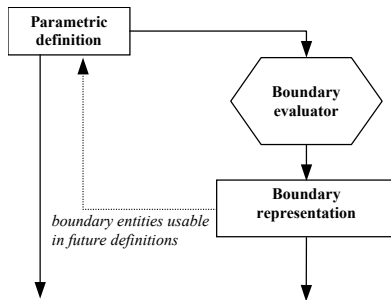 Parametric
definition
Boundary
evaluator
Boundary
representation
boundary entities usable
in future definitions